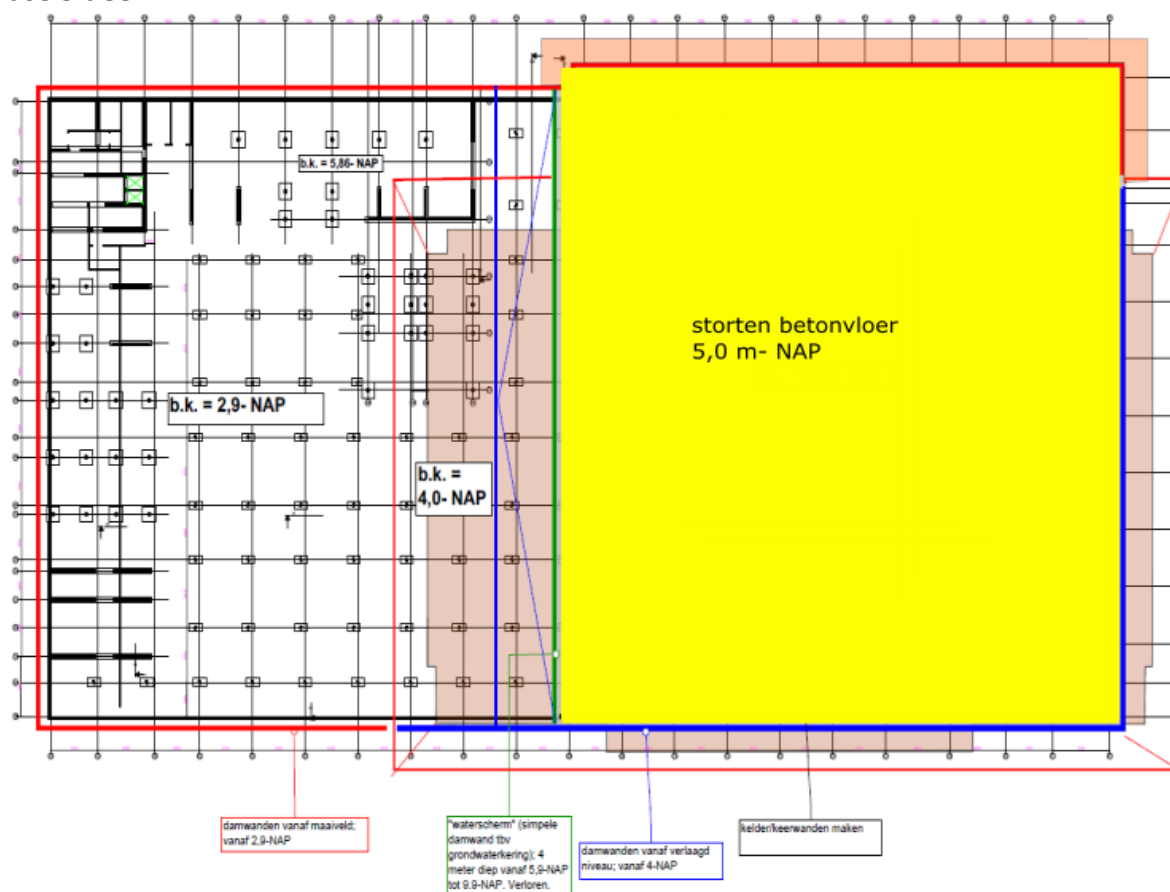 b.k. = 5,86- NAP
storten betonvloer
5,0 m- NAP
b.k. = 2,9- NAP
b.k. =
4,0- NAP
damwanden vanaf maaiveld;
vanaf 2,9-NAP
"waterscherm" (simpele
damwand tbv
grondwaterkering); 4
meter diep vanaf 5,9-NAP
tot 9.9-NAP. Verloren.
damwanden vanaf verlaagd
niveau; vanaf 4-NAP
kelder/keerwanden maken